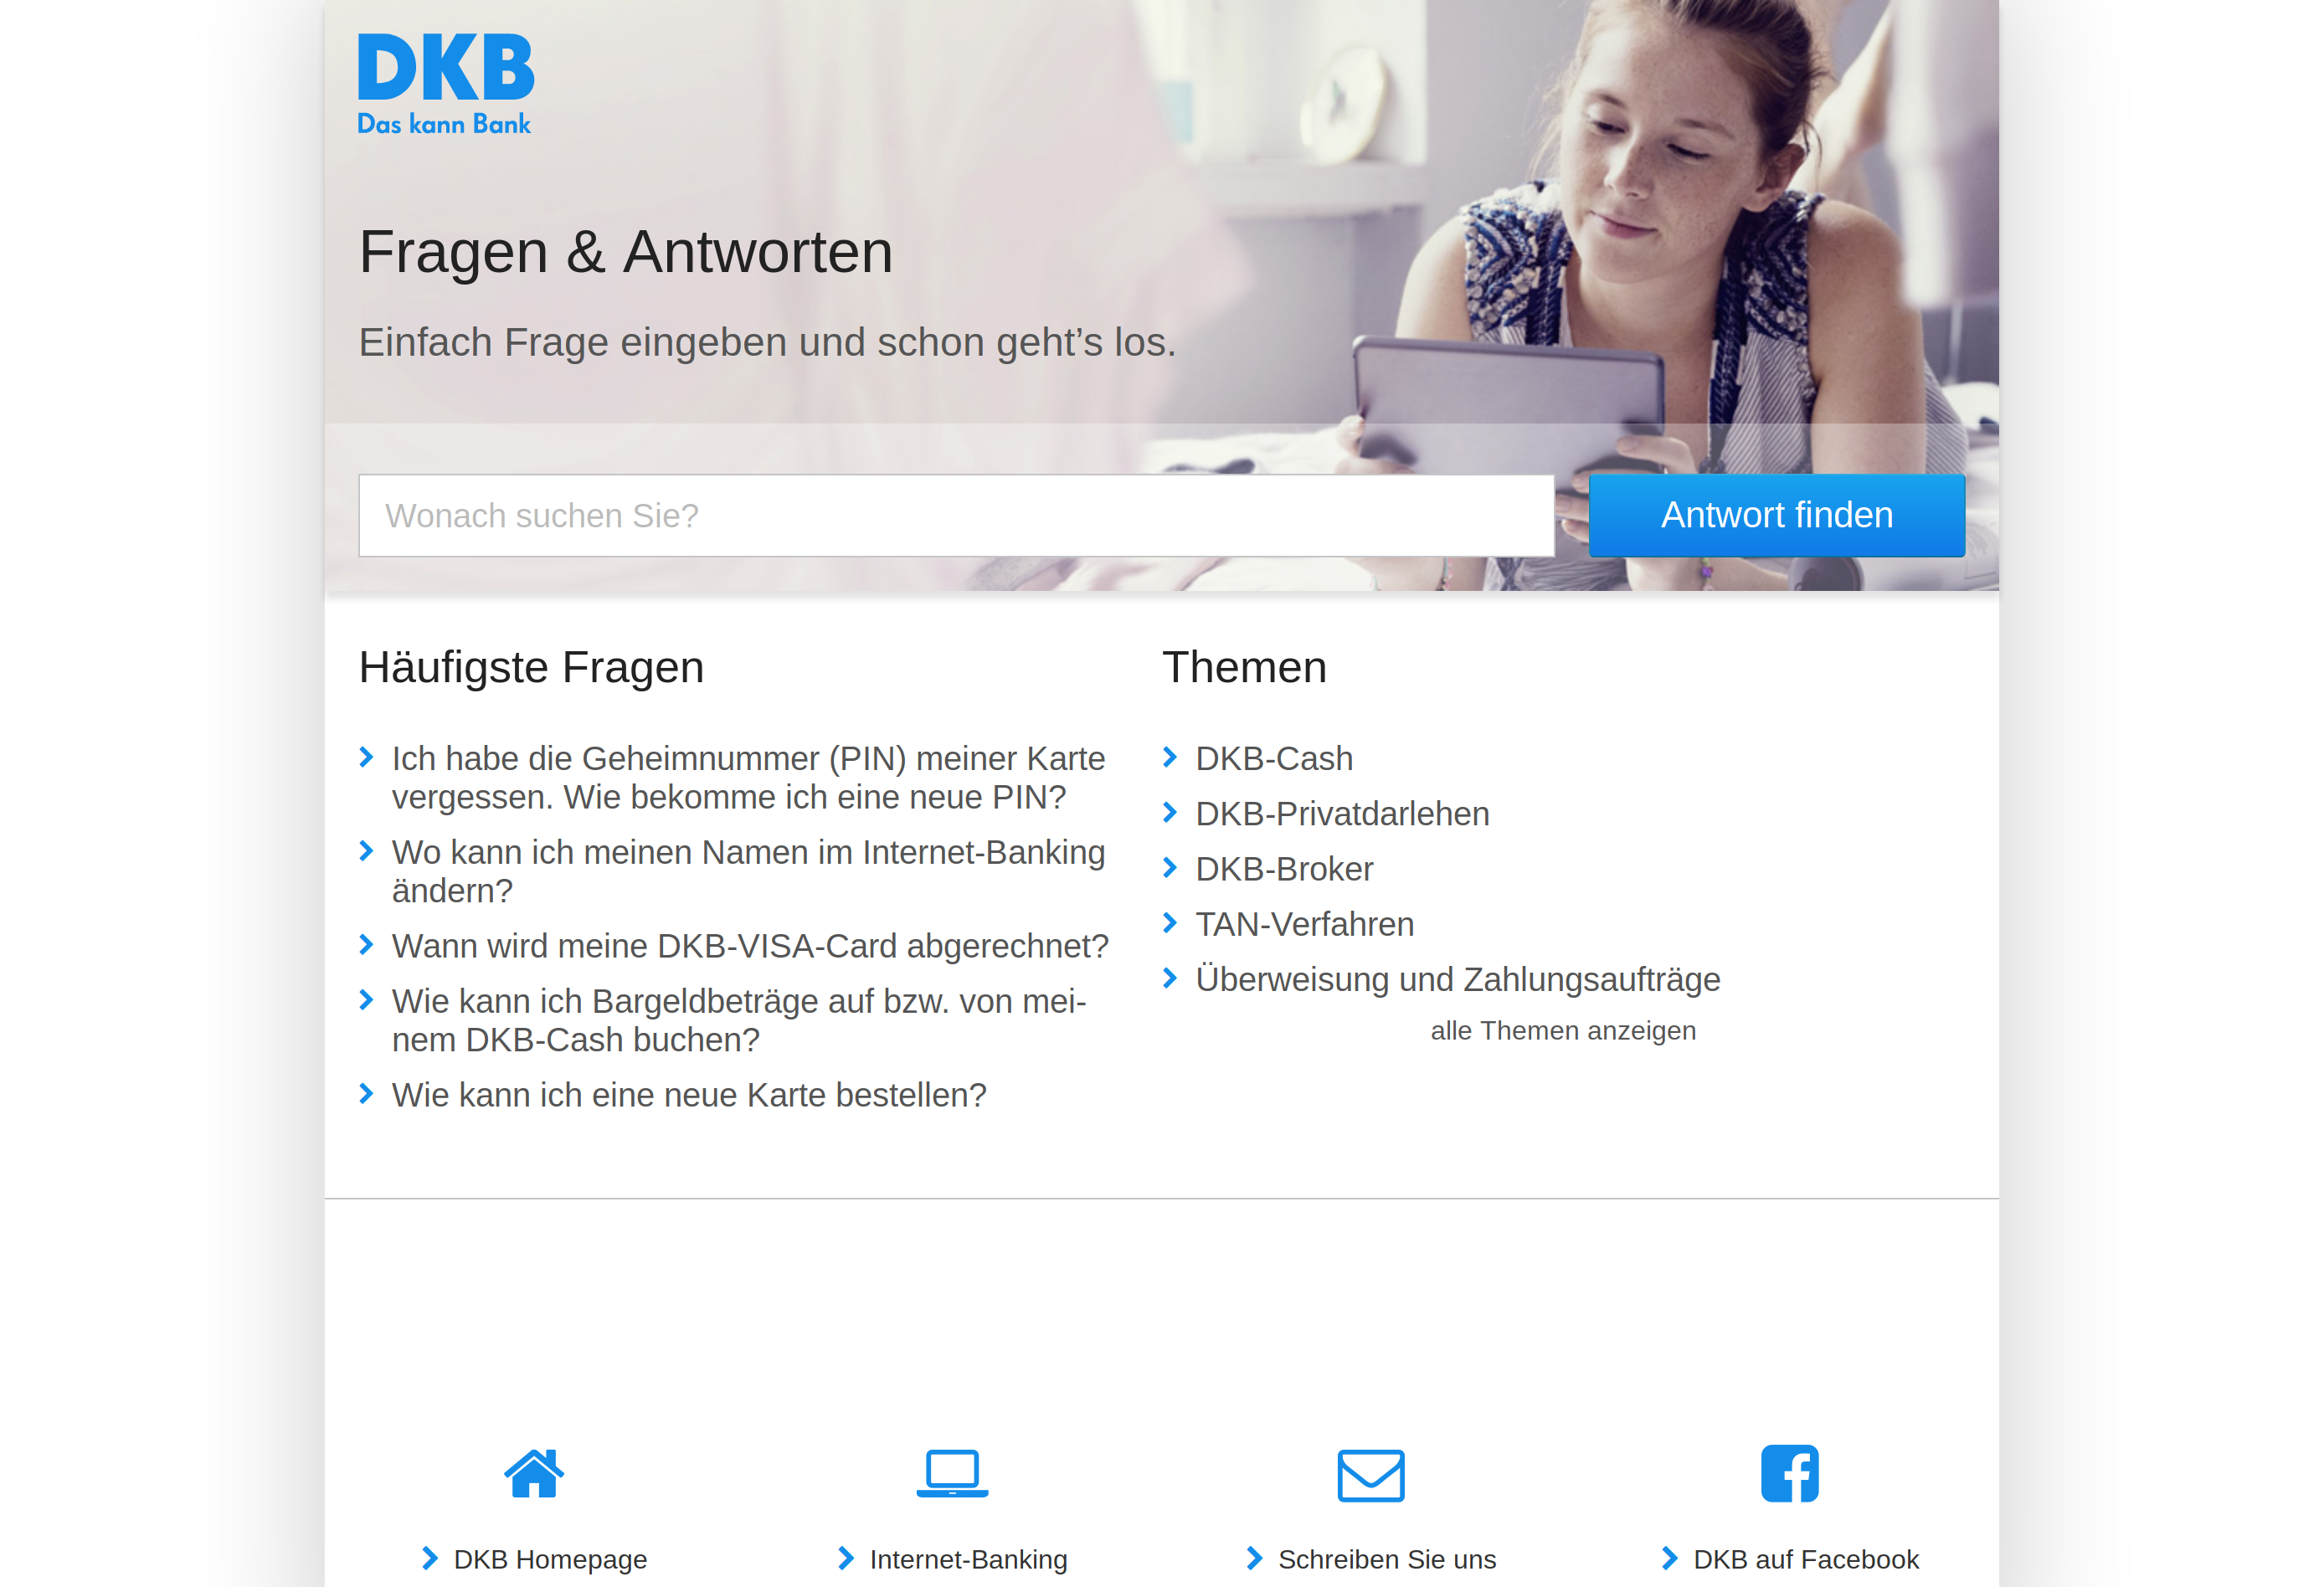 DKB
Das kann Bank
Fragen & Antworten
Einfach Frage eingeben und schon geht’s los.
Wonach suchen Sie?
Antwort finden
Häufigste Fragen
Ich habe die Geheimnummer (PIN) meiner Karte
vergessen. Wie bekomme ich eine neue PIN?
Wo kann ich meinen Namen im Internet-Banking
ändern?
Wann wird meine DKB-VISA-Card abgerechnet?
Wie kann ich Bargeldbeträge auf bzw. von mei-
nem DKB-Cash buchen?
Wie kann ich eine neue Karte bestellen?
Themen
DKB-Cash
DKB-Privatdarlehen
DKB-Broker
TAN-Verfahren
Überweisung und Zahlungsaufträge
alle Themen anzeigen
DKB Homepage
Internet-Banking
Schreiben Sie uns
DKB auf Facebook